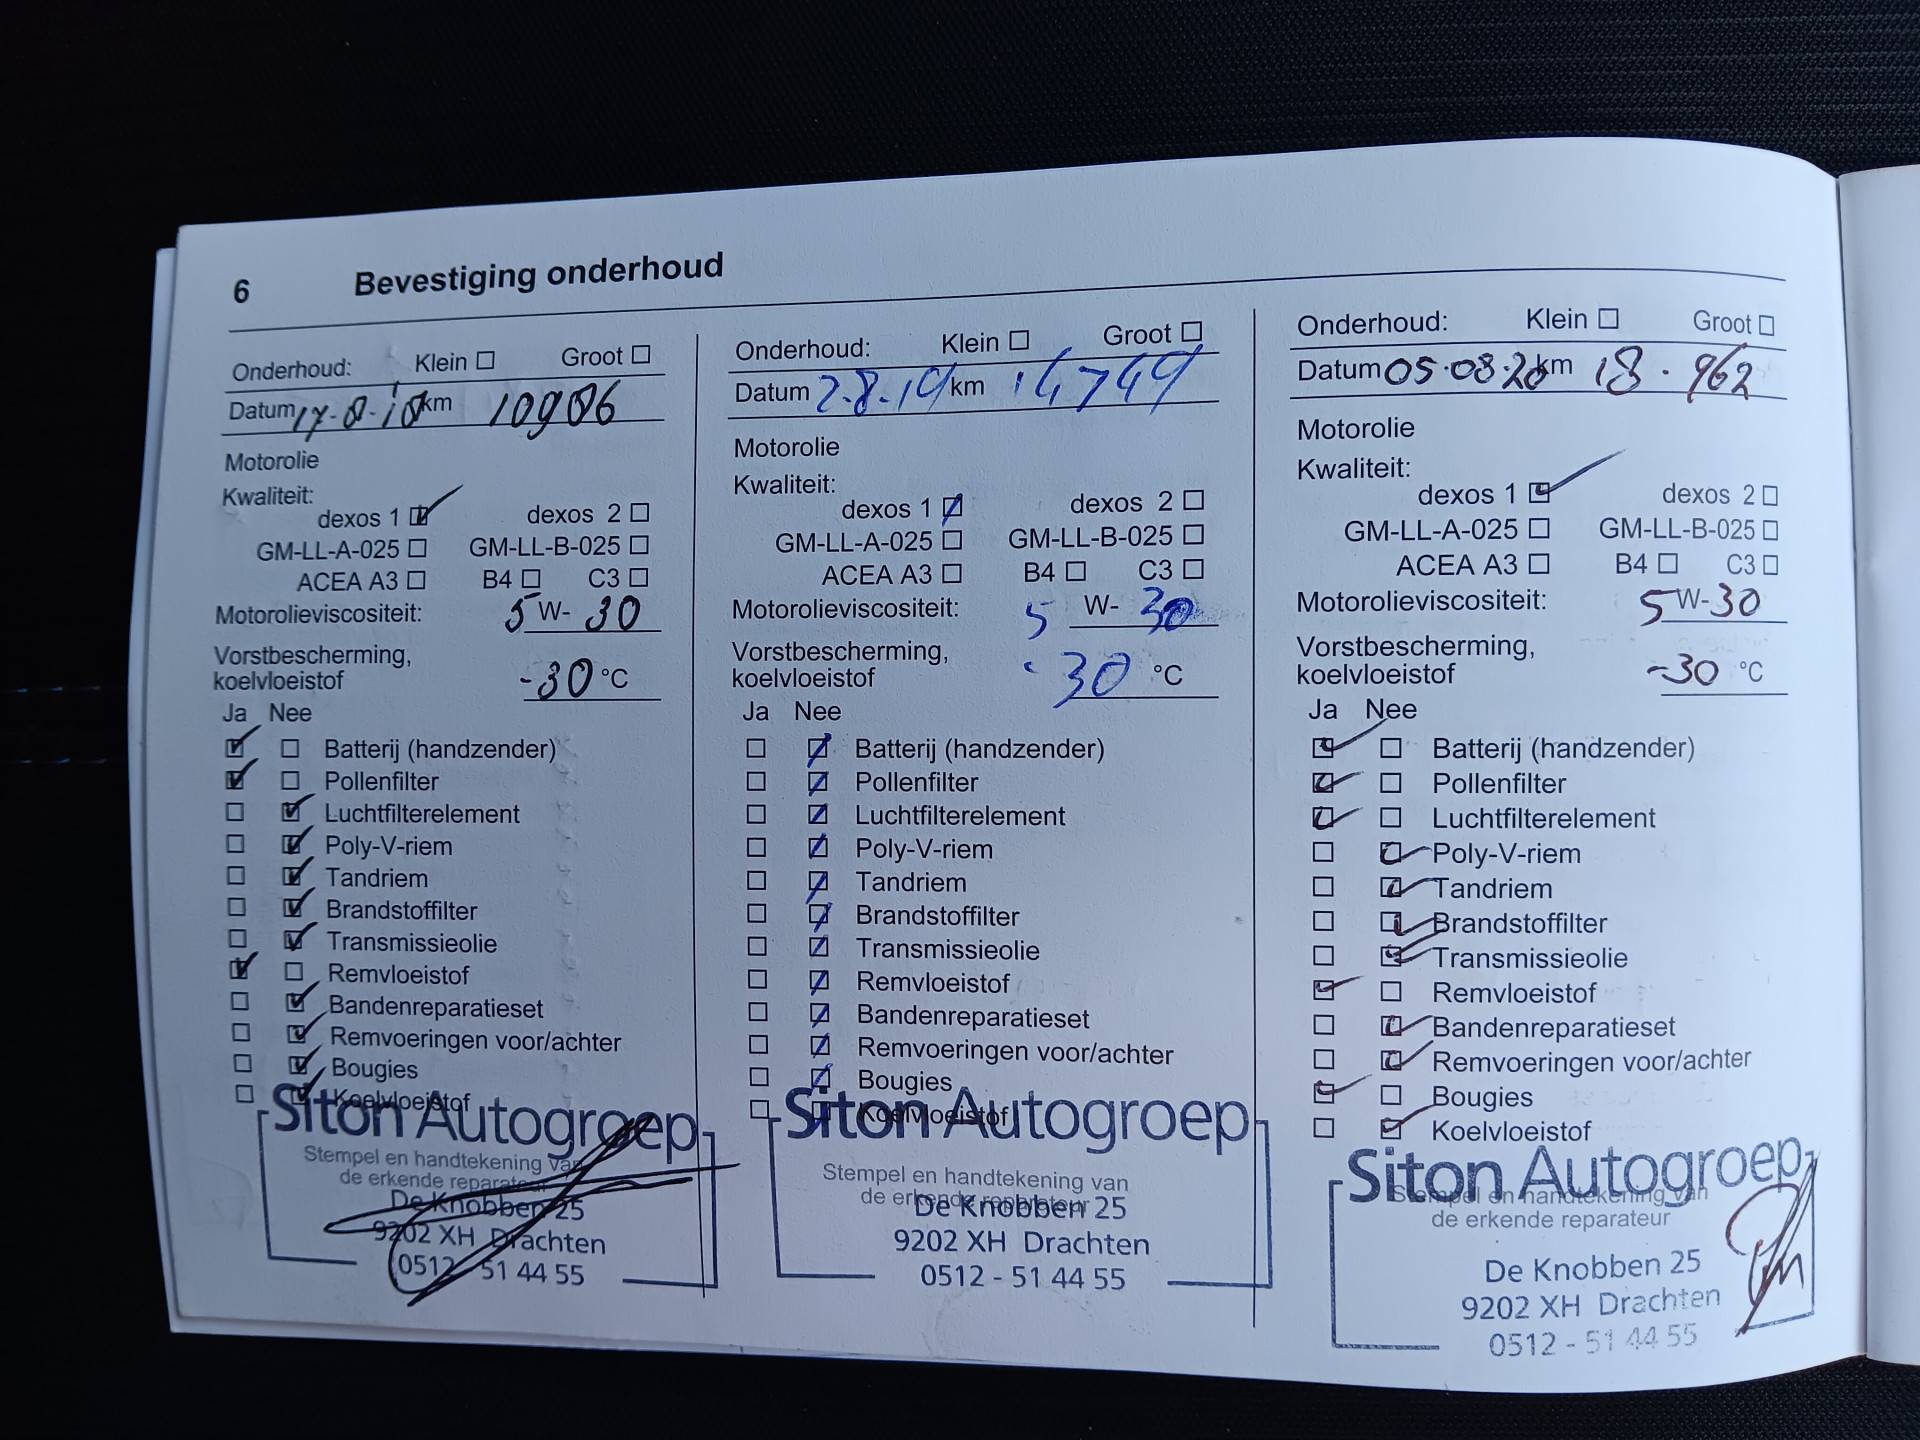 6 Bevestiging onderhoud
Onderhoud: Klein Groot
Datum 17-8-18 km 10906
Motorolie
Kwaliteit:
dexos 1 dexos 2
GM-LL-A-025 GM-LL-B-025
ACEA A3 B4 C3
Motorolieviscositeit: 5 W- 30
Vorstbescherming,
koelvloeistof -30 °C
Ja Nee
Batterij (handzender)
Pollenfilter
Luchtfilterelement
Poly-V-riem
Tandriem
Brandstoffilter
Transmissieolie
Remvloeistof
Bandenreparatieset
Remvoeringen voor/achter
Bougies
Koelvloeistof
Siton Autogroep
Stempel en handtekening van
de erkende reparateur
De Knobben 25
9202 XH Drachten
0512 - 51 44 55
Onderhoud: Klein Groot
Datum 2-8-19 km 14749
Motorolie
Kwaliteit:
dexos 1 dexos 2
GM-LL-A-025 GM-LL-B-025
ACEA A3 B4 C3
Motorolieviscositeit: 5 W- 30
Vorstbescherming,
koelvloeistof -30 °C
Ja Nee
Batterij (handzender)
Pollenfilter
Luchtfilterelement
Poly-V-riem
Tandriem
Brandstoffilter
Transmissieolie
Remvloeistof
Bandenreparatieset
Remvoeringen voor/achter
Bougies
Koelvloeistof
Siton Autogroep
Stempel en handtekening van
de erkende reparateur
De Knobben 25
9202 XH Drachten
0512 - 51 44 55
Onderhoud: Klein Groot
Datum 05-08-20 km 18.962
Motorolie
Kwaliteit:
dexos 1 dexos 2
GM-LL-A-025 GM-LL-B-025
ACEA A3 B4 C3
Motorolieviscositeit: 5 W-30
Vorstbescherming,
koelvloeistof -30 °C
Ja Nee
Batterij (handzender)
Pollenfilter
Luchtfilterelement
Poly-V-riem
Tandriem
Brandstoffilter
Transmissieolie
Remvloeistof
Bandenreparatieset
Remvoeringen voor/achter
Bougies
Koelvloeistof
Siton Autogroep
Stempel en handtekening van
de erkende reparateur
De Knobben 25
9202 XH Drachten
0512 - 51 44 55